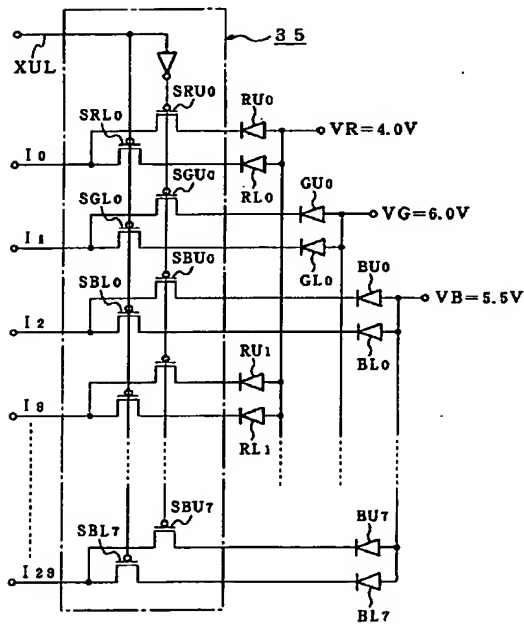 35
XUL
SRU0
RU0
SRL0
VR=4.0V
I0
SGU0
RL0
GU0
SGL0
VG=6.0V
I1
SBU0
GL0
BU0
SBL0
VB=5.5V
I2
RU1
BL0
I9
RL1
SBU7
SBL7
BU7
I29
BL7